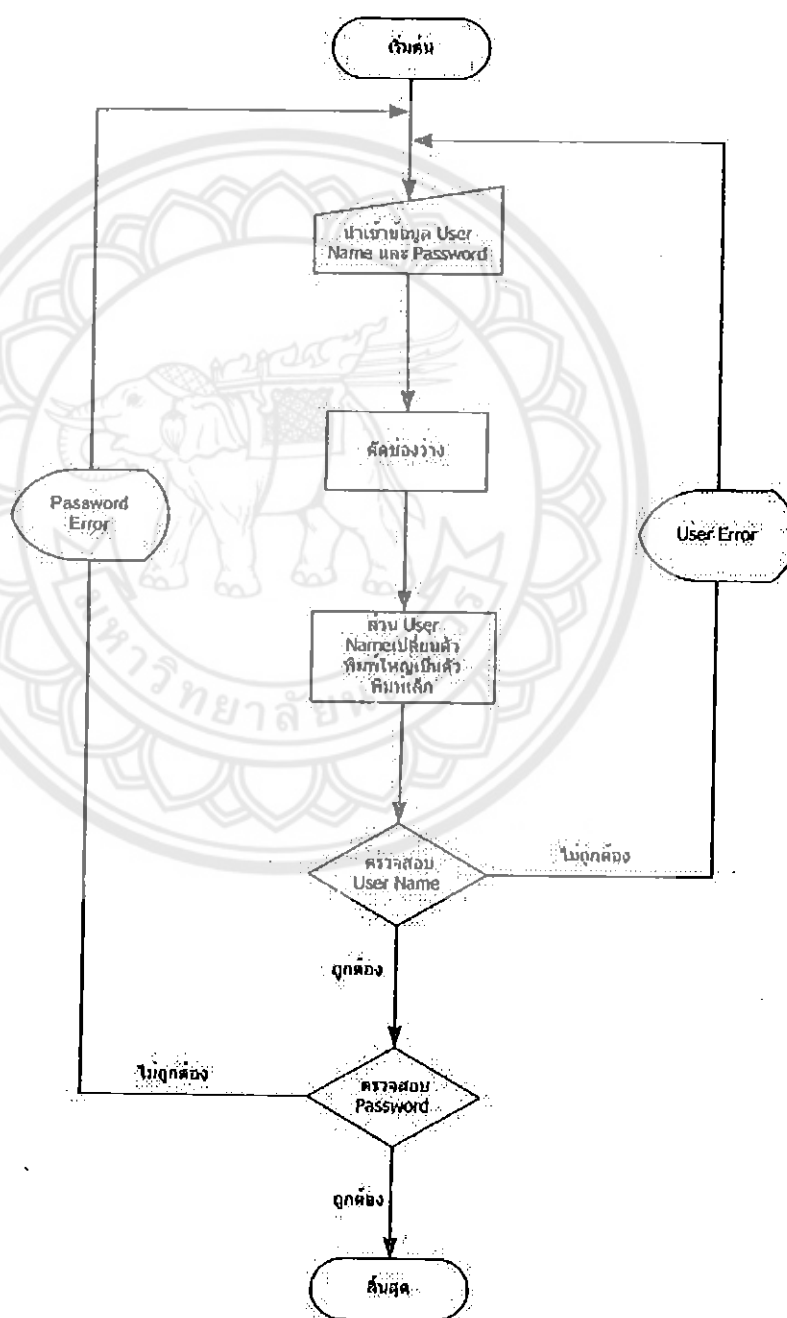 เริ่มต้น
นำเข้าข้อมูล User
Name และ Password
ตัดช่องว่าง
Password
Error
User Error
ส่วน User
Nameเปลี่ยนตัว
พิมพ์ใหญ่เป็นตัว
พิมพ์เล็ก
ตรวจสอบ
User Name
ไม่ถูกต้อง
ถูกต้อง
ไม่ถูกต้อง
ตรวจสอบ
Password
ถูกต้อง
สิ้นสุด